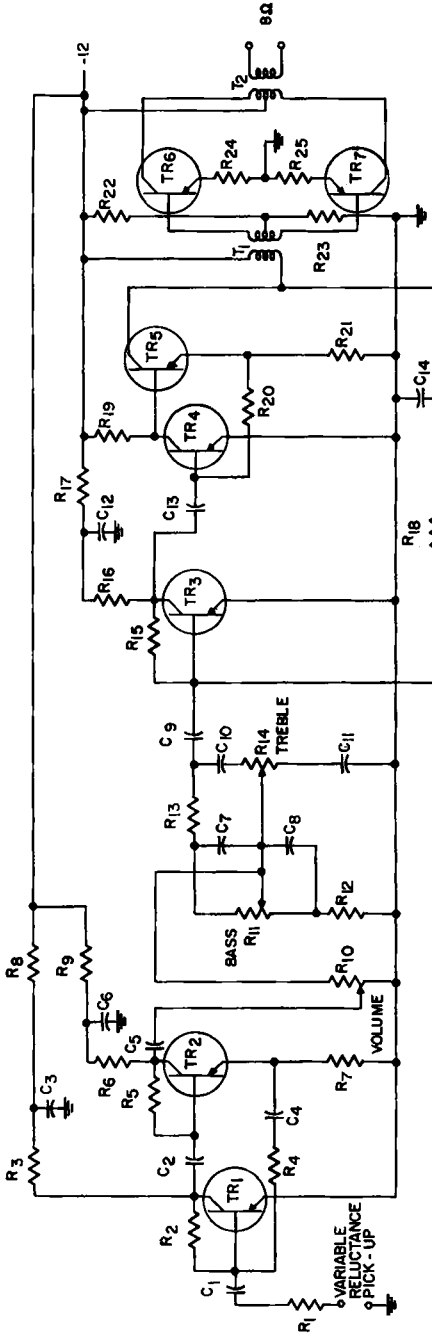 R3
C3
R8
R9
C6
R6
R5
C5
TR2
C2
R2
TR1
C1
R1
VARIABLE
RELUCTANCE
PICK-UP
R4
C4
R7
VOLUME
R10
BASS
R11
R12
R13
C7
C8
C9
C10
R14
TREBLE
C11
R15
R16
C12
R17
TR3
C13
R18
R19
TR4
TR5
R20
R21
C14
T1
R22
R23
TR6
TR7
R24
R25
T2
-12
8Ω